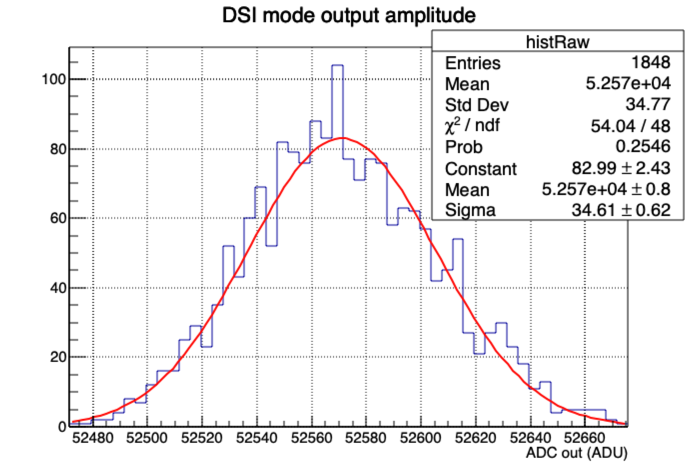 DSI mode output amplitude
histRaw
Entries 1848
Mean 5.257e+04
Std Dev 34.77
χ² / ndf 54.04 / 48
Prob 0.2546
Constant 82.99 ± 2.43
Mean 5.257e+04 ± 0.8
Sigma 34.61 ± 0.62
100
80
60
40
20
0
52480 52500 52520 52540 52560 52580 52600 52620 52640 52660
ADC out (ADU)